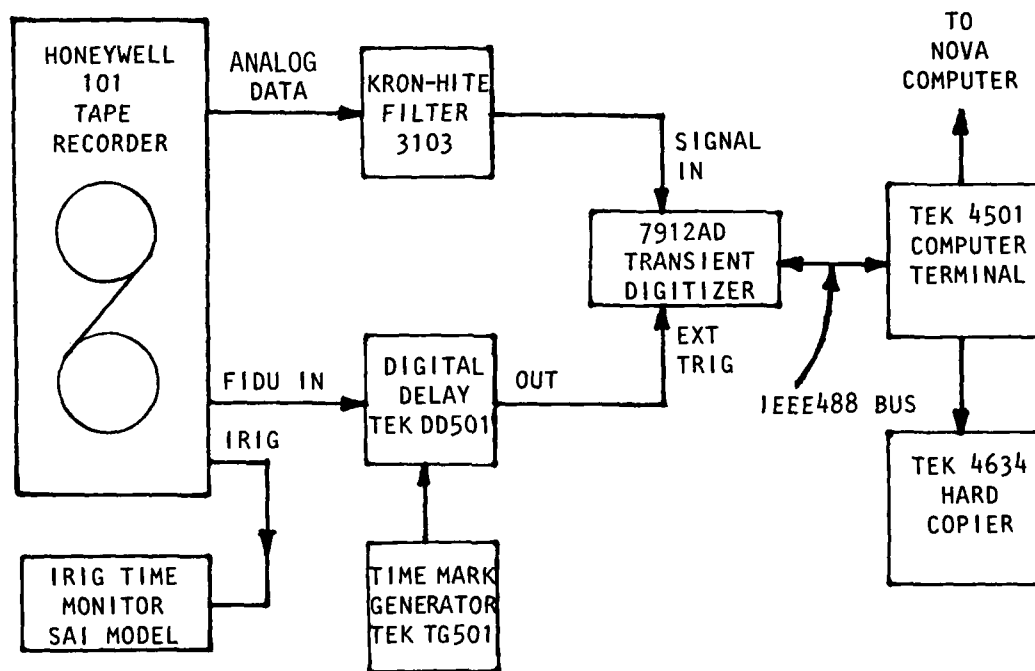 HONEYWELL
101
TAPE
RECORDER
ANALOG
DATA
KRON-HITE
FILTER
3103
SIGNAL
IN
TO
NOVA
COMPUTER
7912AD
TRANSIENT
DIGITIZER
TEK 4501
COMPUTER
TERMINAL
EXT
TRIG
IEEE488 BUS
FIDU IN
DIGITAL
DELAY
TEK DD501
OUT
IRIG
TEK 4634
HARD
COPIER
IRIG TIME
MONITOR
SAI MODEL
TIME MARK
GENERATOR
TEK TG501